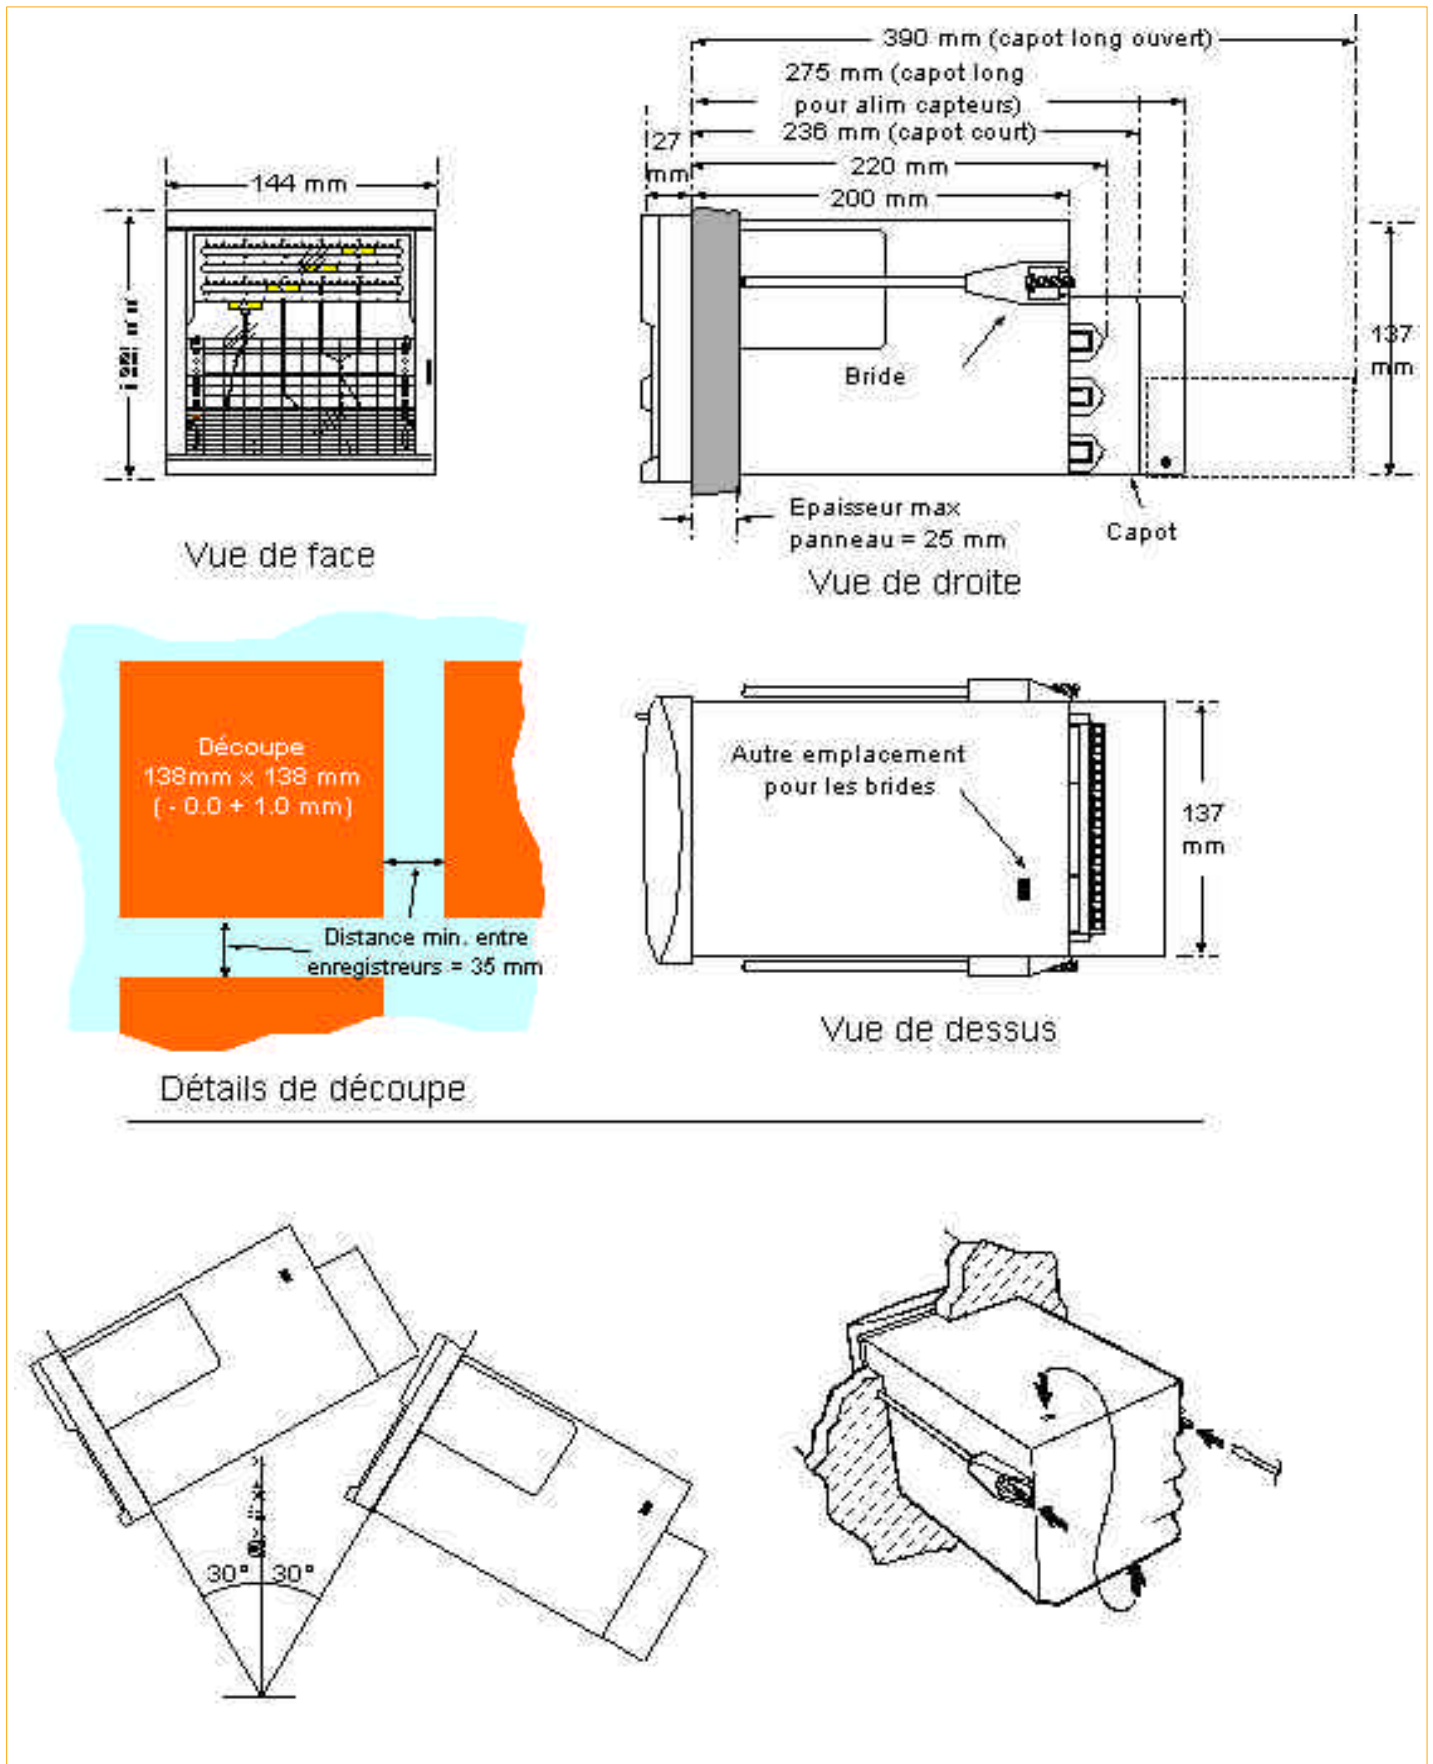 390 mm (capot long ouvert)
275 mm (capot long
pour alim capteurs)
236 mm (capot court)
27
mm
220 mm
200 mm
144 mm
137
mm
Bride
Epaisseur max
panneau = 25 mm
Capot
Vue de face
Vue de droite
Découpe
138mm x 138 mm
( - 0.0 + 1.0 mm)
Distance min. entre
enregistreurs = 35 mm
Autre emplacement
pour les brides
137
mm
Vue de dessus
Détails de découpe
30° 30°